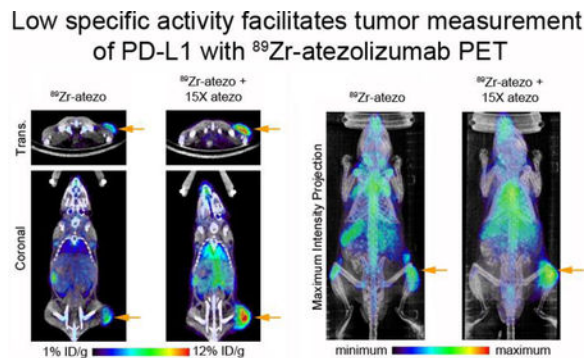 Low specific activity facilitates tumor measurement
of PD-L1 with ⁸⁹Zr-atezolizumab PET
⁸⁹Zr-atezo
⁸⁹Zr-atezo +
15X atezo
Trans.
Coronal
1% ID/g
12% ID/g
⁸⁹Zr-atezo
⁸⁹Zr-atezo +
15X atezo
Maximum Intensity Projection
minimum
maximum